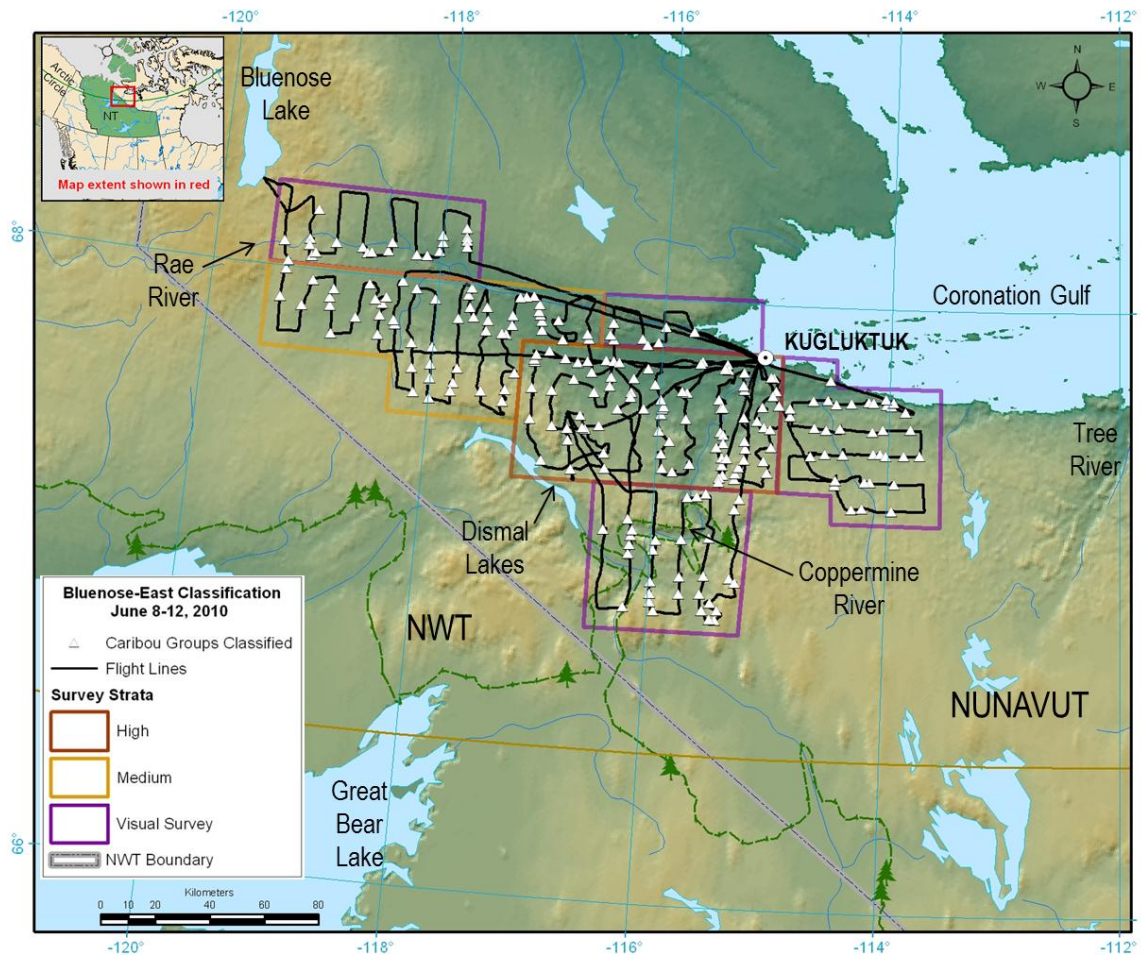 -120°
-118°
-116°
-114°
-112°
Arctic
Circle
NT
Map extent shown in red
Bluenose
Lake
N
W
E
S
68°
Rae
River
Coronation Gulf
KUGLUKTUK
Tree
River
Dismal
Lakes
Coppermine
River
NWT
NUNAVUT
Great
Bear
Lake
66°
Bluenose-East Classification
June 8-12, 2010
Caribou Groups Classified
Flight Lines
Survey Strata
High
Medium
Visual Survey
NWT Boundary
Kilometers
0 10 20 40 60 80
-120°
-118°
-116°
-114°
-112°